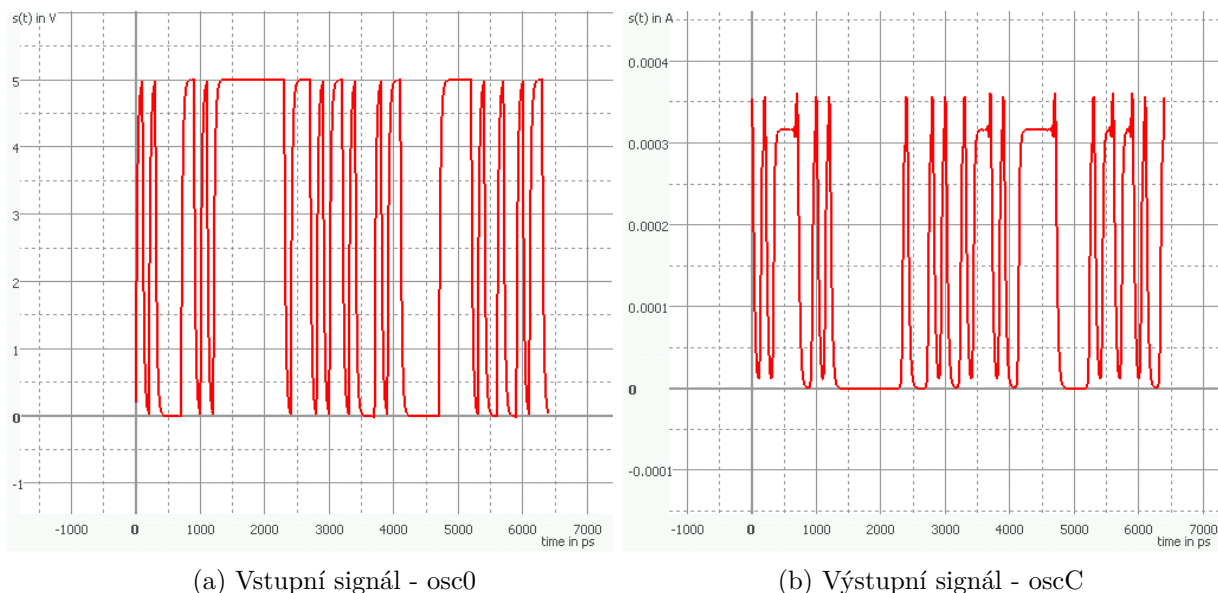 s(t) in V
5
4
3
2
1
0
-1
-1000 0 1000 2000 3000 4000 5000 6000 7000
time in ps
(a) Vstupní signál - osc0
s(t) in A
0.0004
0.0003
0.0002
0.0001
0
-0.0001
-1000 0 1000 2000 3000 4000 5000 6000 7000
time in ps
(b) Výstupní signál - oscC